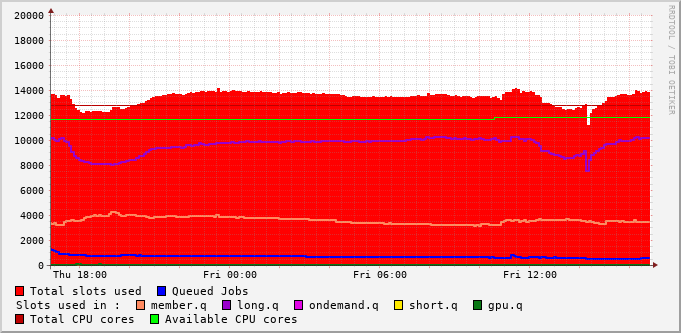 20000
18000
16000
14000
12000
10000
8000
6000
4000
2000
0
Thu 18:00 Fri 00:00 Fri 06:00 Fri 12:00
RRDTOOL / TOBI OETIKER
Total slots used Queued Jobs
Slots used in : member.q long.q ondemand.q short.q gpu.q
Total CPU cores Available CPU cores